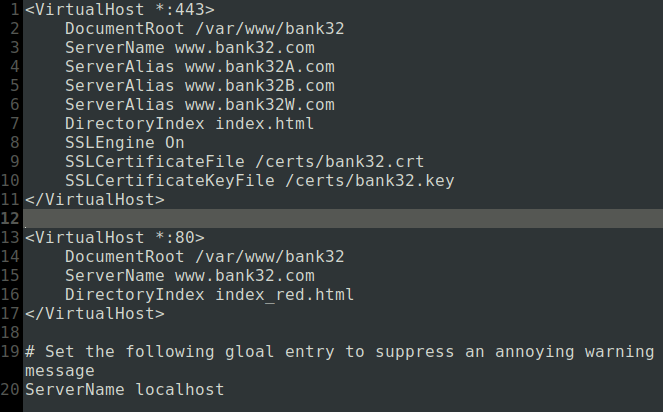 1 <VirtualHost *:443>
2     DocumentRoot /var/www/bank32
3     ServerName www.bank32.com
4     ServerAlias www.bank32A.com
5     ServerAlias www.bank32B.com
6     ServerAlias www.bank32W.com
7     DirectoryIndex index.html
8     SSLEngine On
9     SSLCertificateFile /certs/bank32.crt
10     SSLCertificateKeyFile /certs/bank32.key
11 </VirtualHost>
12
13 <VirtualHost *:80>
14     DocumentRoot /var/www/bank32
15     ServerName www.bank32.com
16     DirectoryIndex index_red.html
17 </VirtualHost>
18
19 # Set the following gloal entry to suppress an annoying warning
message
20 ServerName localhost